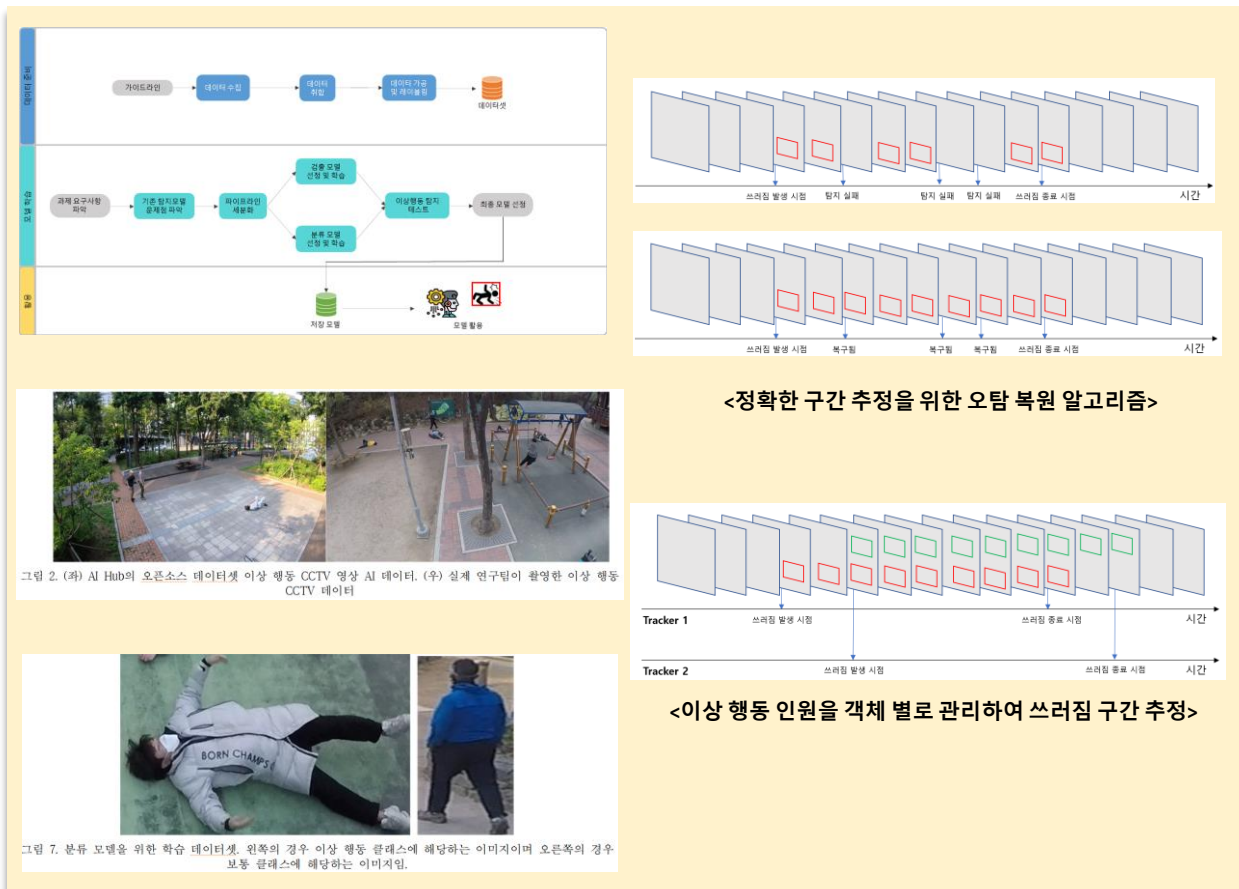 데이터 준비
가이드라인
데이터 수집
데이터
취합
데이터 가공
및 레이블링
데이터셋
모델 학습
과제 요구사항
파악
기존 탐지모델
문제점 파악
파이프라인
세분화
검출 모델
선정 및 학습
분류 모델
선정 및 학습
이상행동 탐지
테스트
최종 모델 선정
활용
저장 모델
모델 활용
그림 2. (좌) AI Hub의 오픈소스 데이터셋 이상 행동 CCTV 영상 AI 데이터. (우) 실제 연구팀이 촬영한 이상 행동
CCTV 데이터
BORN CHAMPS
그림 7. 분류 모델을 위한 학습 데이터셋. 왼쪽의 경우 이상 행동 클래스에 해당하는 이미지이며 오른쪽의 경우
보통 클래스에 해당하는 이미지임.
쓰러짐 발생 시점 탐지 실패 탐지 실패 탐지 실패 쓰러짐 종료 시점 시간
쓰러짐 발생 시점 복구됨 복구됨 복구됨 쓰러짐 종료 시점 시간
<정확한 구간 추정을 위한 오탐 복원 알고리즘>
Tracker 1 쓰러짐 발생 시점 쓰러짐 종료 시점 시간
Tracker 2 쓰러짐 발생 시점 쓰러짐 종료 시점 시간
<이상 행동 인원을 객체 별로 관리하여 쓰러짐 구간 추정>